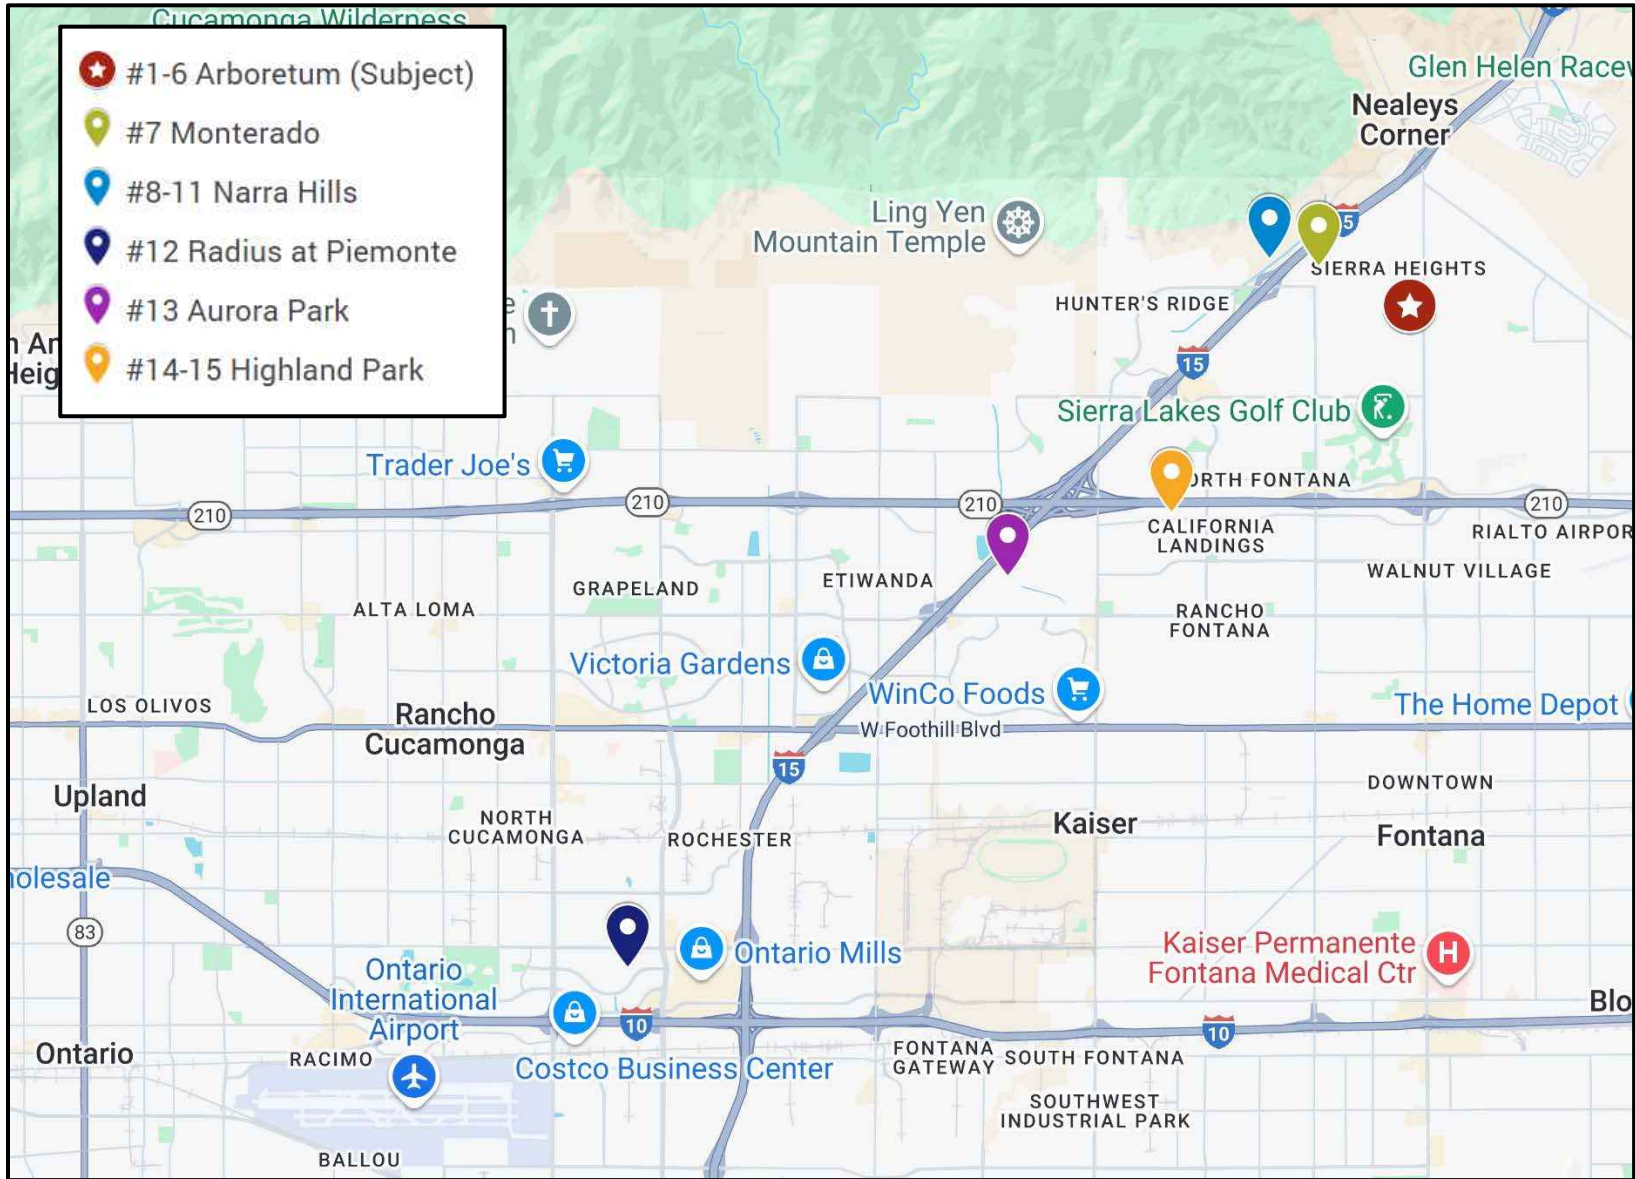 Cucamonga Wilderness
#1-6 Arboretum (Subject)
#7 Monterado
#8-11 Narra Hills
#12 Radius at Piemonte
#13 Aurora Park
#14-15 Highland Park
Glen Helen Racew
Nealeys
Corner
Ling Yen
Mountain Temple
5
SIERRA HEIGHTS
HUNTER'S RIDGE
15
Sierra Lakes Golf Club
Trader Joe's
ORTH FONTANA
210
210
210
210
CALIFORNIA
LANDINGS
RIALTO AIRPOR
WALNUT VILLAGE
ETIWANDA
GRAPELAND
ALTA LOMA
RANCHO
FONTANA
Victoria Gardens
WinCo Foods
LOS OLIVOS
The Home Depot
Rancho
Cucamonga
W Foothill Blvd
15
DOWNTOWN
Upland
NORTH
CUCAMONGA
ROCHESTER
Kaiser
Fontana
olesale
83
Ontario Mills
Kaiser Permanente
Fontana Medical Ctr
H
Ontario
International
Airport
Blo
10
10
Ontario
RACIMO
Costco Business Center
FONTANA
GATEWAY
SOUTH FONTANA
SOUTHWEST
INDUSTRIAL PARK
BALLOU